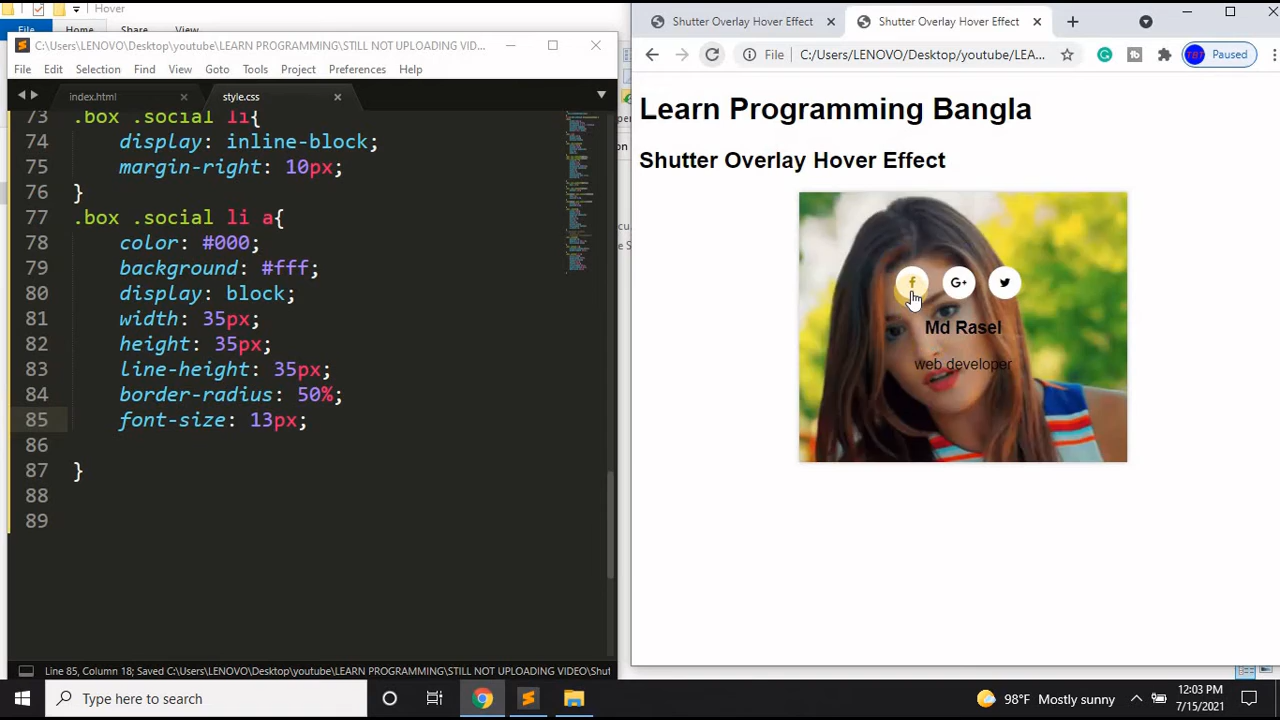 Hover
File Home Share View
C:\Users\LENOVO\Desktop\youtube\LEARN PROGRAMMING\STILL NOT UPLOADING VID...
File Edit Selection Find View Goto Tools Project Preferences Help
index.html style.css
73 .box .social li{
74 display: inline-block;
75 margin-right: 10px;
76 }
77 .box .social li a{
78 color: #000;
79 background: #fff;
80 display: block;
81 width: 35px;
82 height: 35px;
83 line-height: 35px;
84 border-radius: 50%;
85 font-size: 13px;
86
87 }
88
89
Line 85, Column 18; Saved C:\Users\LENOVO\Desktop\youtube\LEARN PROGRAMMING\STILL NOT UPLOADING VIDEO\Shut
Shutter Overlay Hover Effect Shutter Overlay Hover Effect
File C:/Users/LENOVO/Desktop/youtube/LEA... Paused
Learn Programming Bangla
Shutter Overlay Hover Effect
f G+
Md Rasel
web developer
Type here to search
98°F Mostly sunny
12:03 PM
7/15/2021